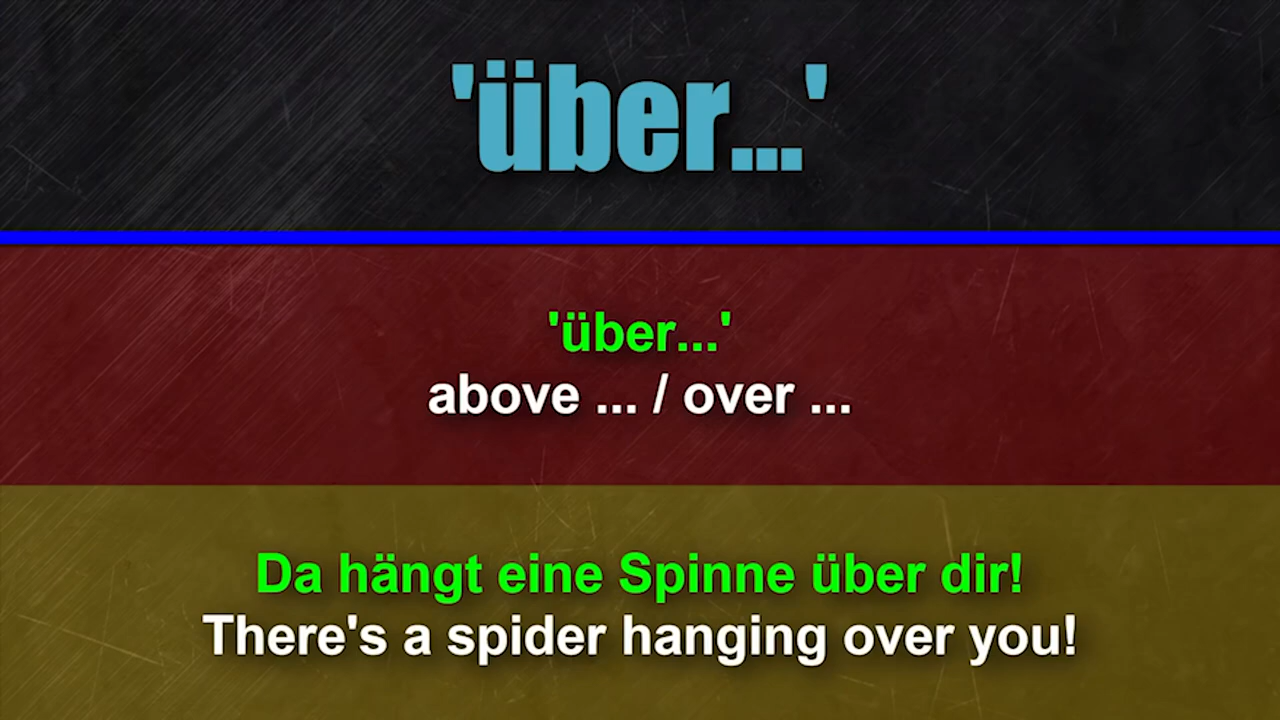 'über...'
'über...'
above ... / over ...
Da hängt eine Spinne über dir!
There's a spider hanging over you!